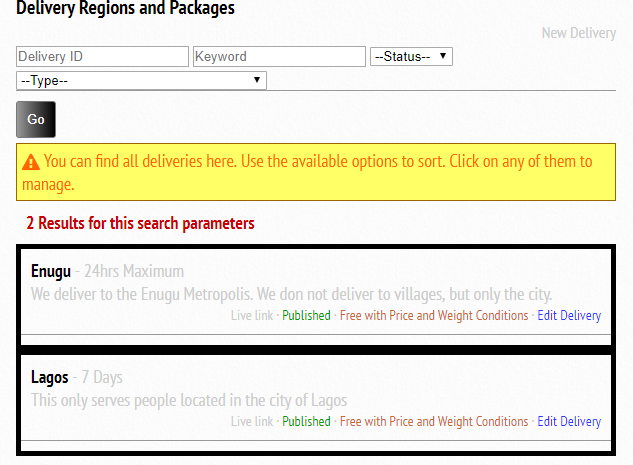 Delivery Regions and Packages
New Delivery
Delivery ID Keyword --Status--
--Type--
Go
You can find all deliveries here. Use the available options to sort. Click on any of them to
manage.
2 Results for this search parameters
Enugu - 24hrs Maximum
We deliver to the Enugu Metropolis. We don not deliver to villages, but only the city.
Live link · Published · Free with Price and Weight Conditions · Edit Delivery
Lagos - 7 Days
This only serves people located in the city of Lagos
Live link · Published · Free with Price and Weight Conditions · Edit Delivery